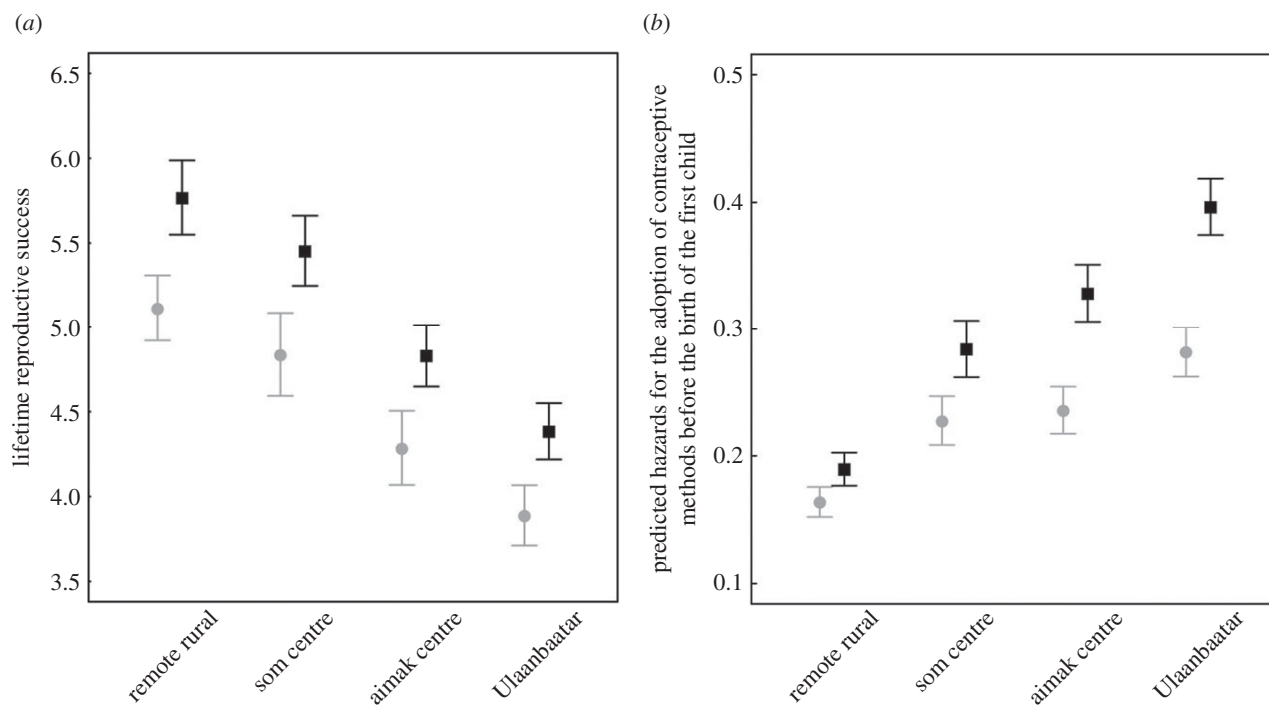 (a)
lifetime reproductive success
6.5
6.0
5.5
5.0
4.5
4.0
3.5
remote rural
som centre
aimak centre
Ulaanbaatar
(b)
predicted hazards for the adoption of contraceptive
methods before the birth of the first child
0.5
0.4
0.3
0.2
0.1
remote rural
som centre
aimak centre
Ulaanbaatar